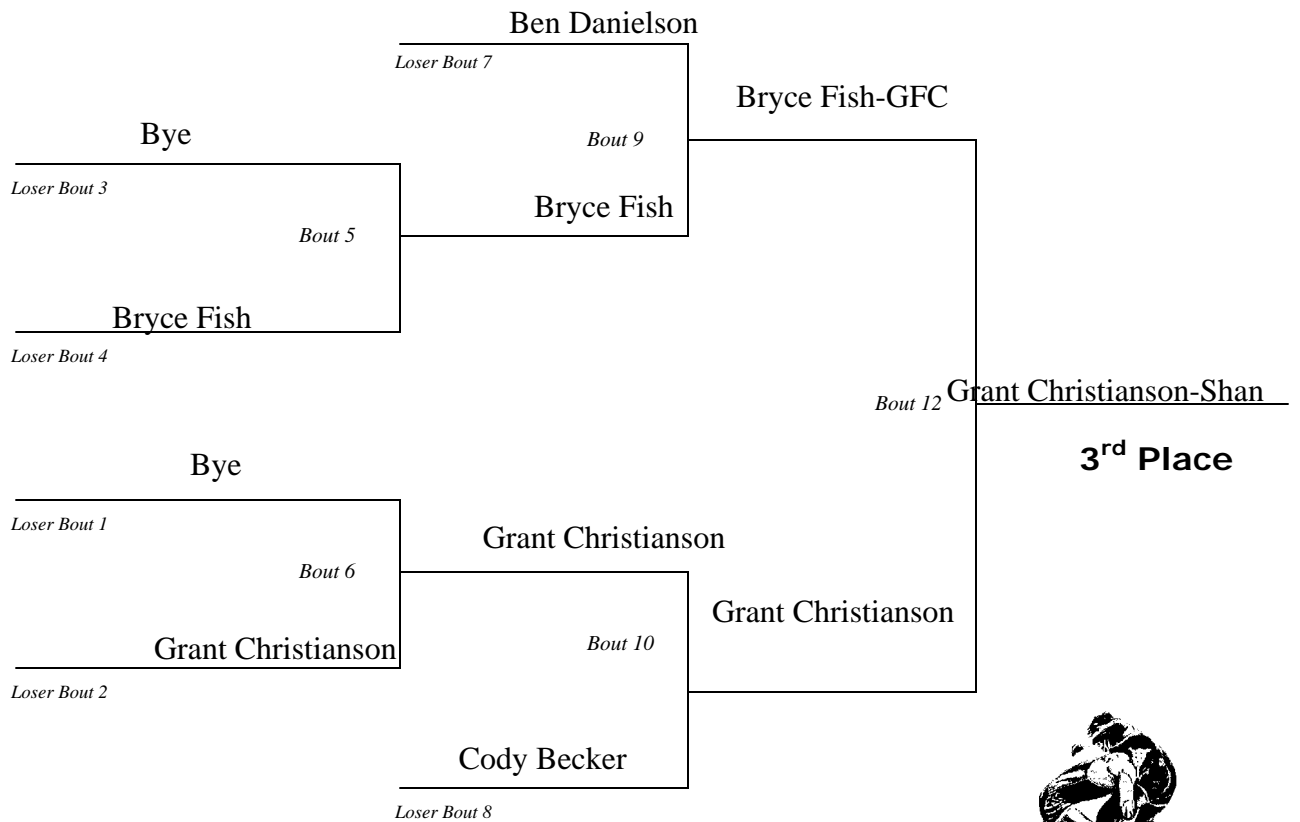 Ben Danielson
Loser Bout 7
Bryce Fish-GFC
Bye
Bout 9
Loser Bout 3
Bryce Fish
Bout 5
Bryce Fish
Loser Bout 4
Bout 12
Grant Christianson-Shan
3rd Place
Bye
Loser Bout 1
Grant Christianson
Bout 6
Grant Christianson
Bout 10
Grant Christianson
Loser Bout 2
Cody Becker
Loser Bout 8